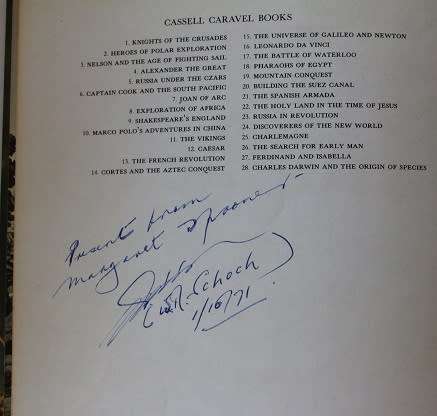 CASSELL CARAVEL BOOKS
1. KNIGHTS OF THE CRUSADES
2. HEROES OF POLAR EXPLORATION
3. NELSON AND THE AGE OF FIGHTING SAIL
4. ALEXANDER THE GREAT
5. RUSSIA UNDER THE CZARS
6. CAPTAIN COOK AND THE SOUTH PACIFIC
7. JOAN OF ARC
8. EXPLORATION OF AFRICA
9. SHAKESPEARE'S ENGLAND
10. MARCO POLO'S ADVENTURES IN CHINA
11. THE VIKINGS
12. CAESAR
13. THE FRENCH REVOLUTION
14. CORTES AND THE AZTEC CONQUEST
15. THE UNIVERSE OF GALILEO AND NEWTON
16. LEONARDO DA VINCI
17. THE BATTLE OF WATERLOO
18. PHARAOHS OF EGYPT
19. MOUNTAIN CONQUEST
20. BUILDING THE SUEZ CANAL
21. THE SPANISH ARMADA
22. THE HOLY LAND IN THE TIME OF JESUS
23. RUSSIA IN REVOLUTION
24. DISCOVERERS OF THE NEW WORLD
25. CHARLEMAGNE
26. THE SEARCH FOR EARLY MAN
27. FERDINAND AND ISABELLA
28. CHARLES DARWIN AND THE ORIGIN OF SPECIES
from
Margaret Spooner
Schoch
1/16/71